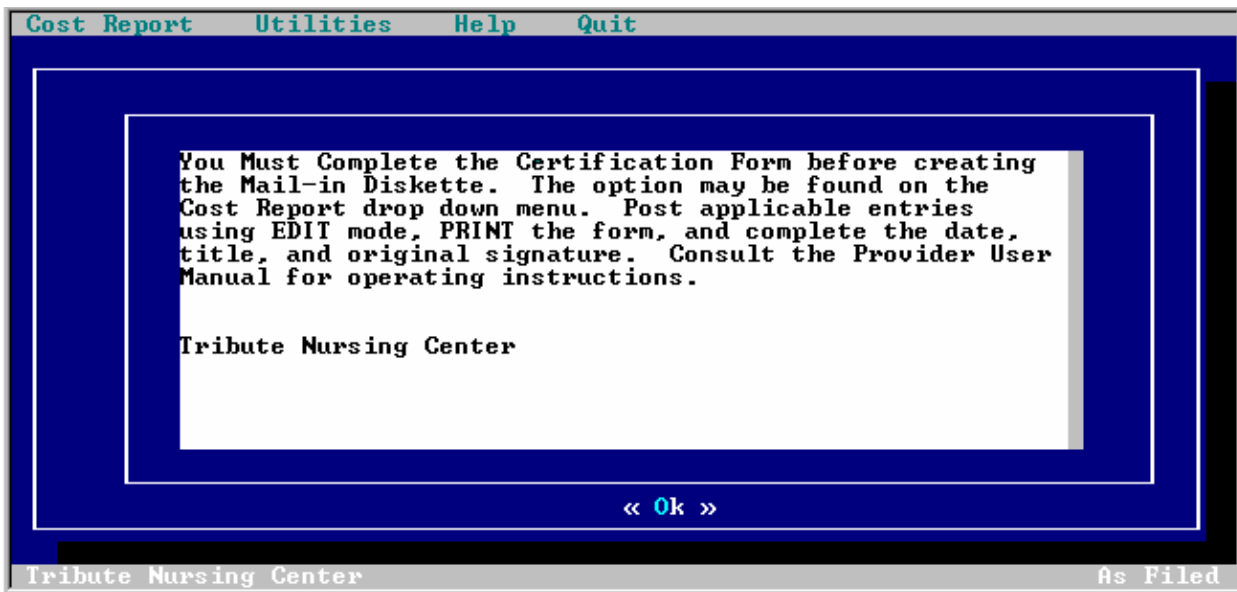 Cost Report Utilities Help Quit
You Must Complete the Certification Form before creating
the Mail-in Diskette. The option may be found on the
Cost Report drop down menu. Post applicable entries
using EDIT mode, PRINT the form, and complete the date,
title, and original signature. Consult the Provider User
Manual for operating instructions.
Tribute Nursing Center
« Ok »
Tribute Nursing Center As Filed